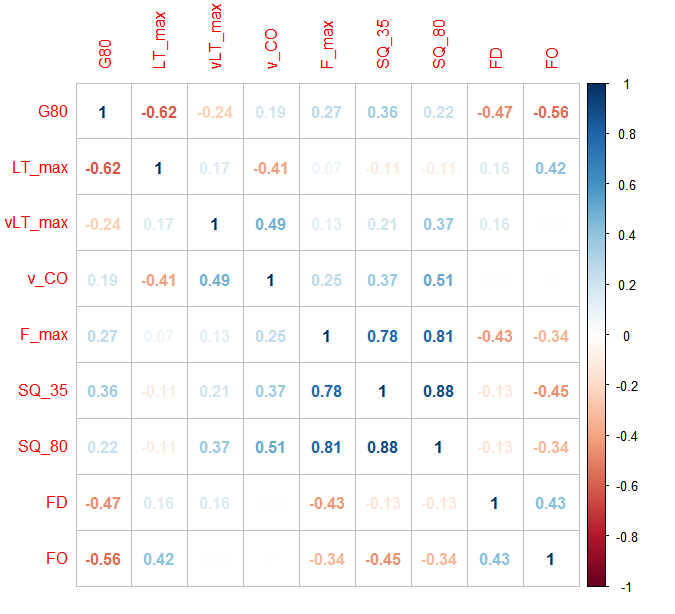 G80 LT_max vLT_max v_CO F_max SQ_35 SQ_80 FD FO
G80 1 -0.62 -0.24 0.19 0.27 0.36 0.22 -0.47 -0.56 1
LT_max -0.62 1 0.17 -0.41 0.07 -0.11 -0.11 0.16 0.42 0.8
0.6
vLT_max -0.24 0.17 1 0.49 0.13 0.21 0.37 0.16
0.4
v_CO 0.19 -0.41 0.49 1 0.25 0.37 0.51
0.2
F_max 0.27 0.07 0.13 0.25 1 0.78 0.81 -0.43 -0.34 0
SQ_35 0.36 -0.11 0.21 0.37 0.78 1 0.88 -0.13 -0.45 -0.2
SQ_80 0.22 -0.11 0.37 0.51 0.81 0.88 1 -0.13 -0.34 -0.4
-0.6
FD -0.47 0.16 0.16 -0.43 -0.13 -0.13 1 0.43
-0.8
FO -0.56 0.42 -0.34 -0.45 -0.34 0.43 1
-1